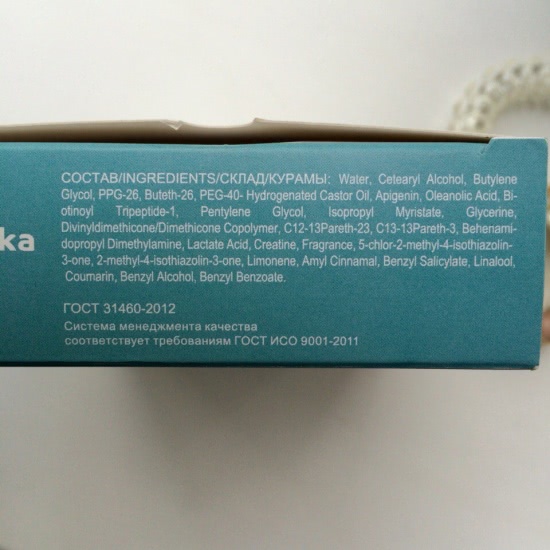 СОСТАВ/INGREDIENTS/СКЛАД/КУРАМЫ: Water, Cetearyl Alcohol, Butylene
Glycol, PPG-26, Buteth-26, PEG-40- Hydrogenated Castor Oil, Apigenin, Oleanolic Acid, Bi-
otinoyl Tripeptide-1, Pentylene Glycol, Isopropyl Myristate, Glycerine,
Divinyldimethicone/Dimethicone Copolymer, C12-13Pareth-23, C13-13Pareth-3, Behenami-
dopropyl Dimethylamine, Lactate Acid, Creatine, Fragrance, 5-chlor-2-methyl-4-isothiazolin-
3-one, 2-methyl-4-isothiazolin-3-one, Limonene, Amyl Cinnamal, Benzyl Salicylate, Linalool,
Coumarin, Benzyl Alcohol, Benzyl Benzoate.
ka
ГОСТ 31460-2012
Система менеджмента качества
соответствует требованиям ГОСТ ИСО 9001-2011